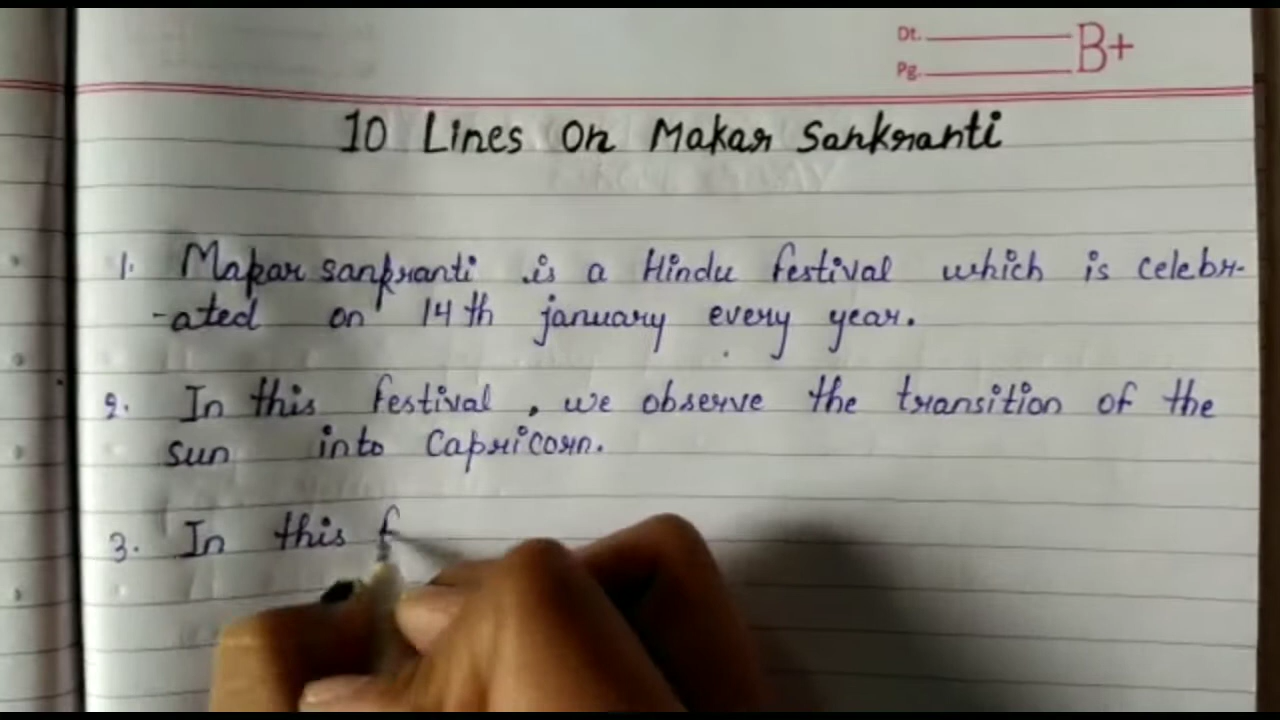 Dt.
B+
Pg.
10 Lines On Makar Sankranti
1. Makar sankranti is a Hindu festival which is celebr-
-ated on 14th january every year.
2. In this festival, we observe the transition of the
sun into Capricorn.
3. In this f